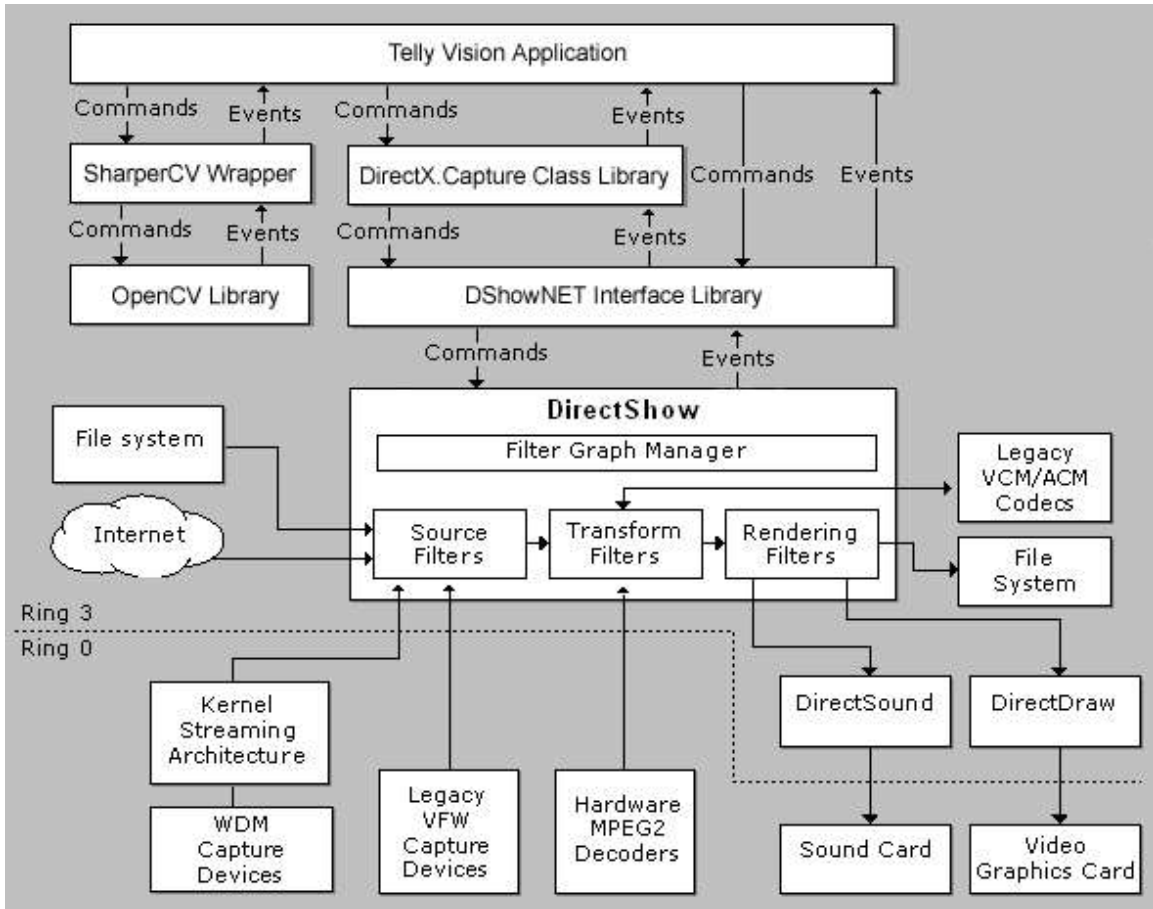 Telly Vision Application
Commands
Events
Commands
Events
SharperCV Wrapper
DirectX.Capture Class Library
Commands
Events
Commands
Events
Commands
Events
OpenCV Library
DShowNET Interface Library
Commands
Events
DirectShow
File system
Filter Graph Manager
Legacy
VCM/ACM
Codecs
Internet
Source
Filters
Transform
Filters
Rendering
Filters
File
System
Ring 3
Ring 0
Kernel
Streaming
Architecture
DirectSound
DirectDraw
WDM
Capture
Devices
Legacy
VFW
Capture
Devices
Hardware
MPEG2
Decoders
Sound Card
Video
Graphics Card